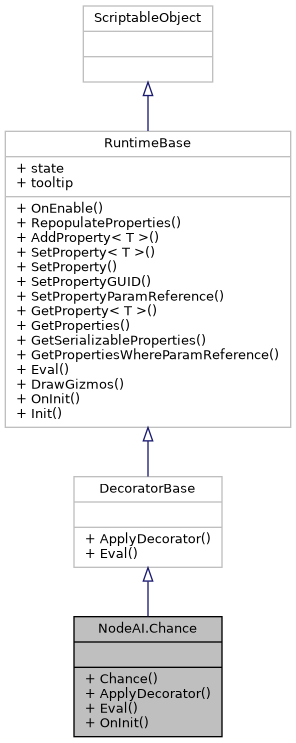 ScriptableObject
RuntimeBase
+ state
+ tooltip
+ OnEnable()
+ RepopulateProperties()
+ AddProperty< T >()
+ SetProperty< T >()
+ SetProperty()
+ SetPropertyGUID()
+ SetPropertyParamReference()
+ GetProperty< T >()
+ GetProperties()
+ GetSerializableProperties()
+ GetPropertiesWhereParamReference()
+ Eval()
+ DrawGizmos()
+ OnInit()
+ Init()
DecoratorBase
+ ApplyDecorator()
+ Eval()
NodeAI.Chance
+ Chance()
+ ApplyDecorator()
+ Eval()
+ OnInit()